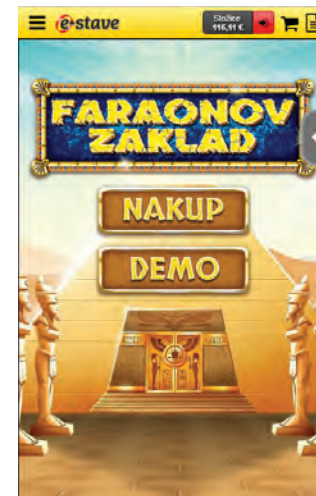 e-stave
Stožice
116,91 €
FARAONOV
ZAKLAD
NAKUP
DEMO